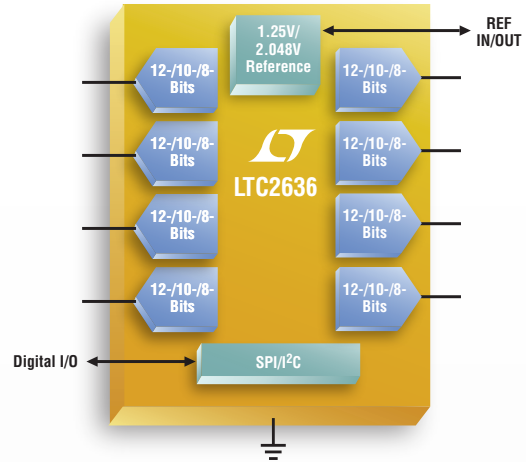 1.25V/
2.048V
Reference
REF
IN/OUT
12-/10-/8-
Bits
12-/10-/8-
Bits
12-/10-/8-
Bits
12-/10-/8-
Bits
LTC2636
12-/10-/8-
Bits
12-/10-/8-
Bits
12-/10-/8-
Bits
12-/10-/8-
Bits
Digital I/O
SPI/I²C